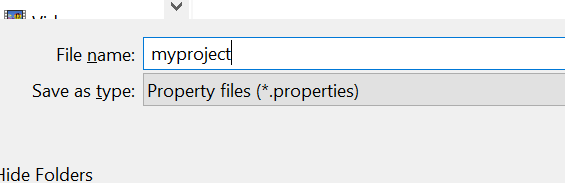 File name: myproject
Save as type: Property files (*.properties)
Hide Folders